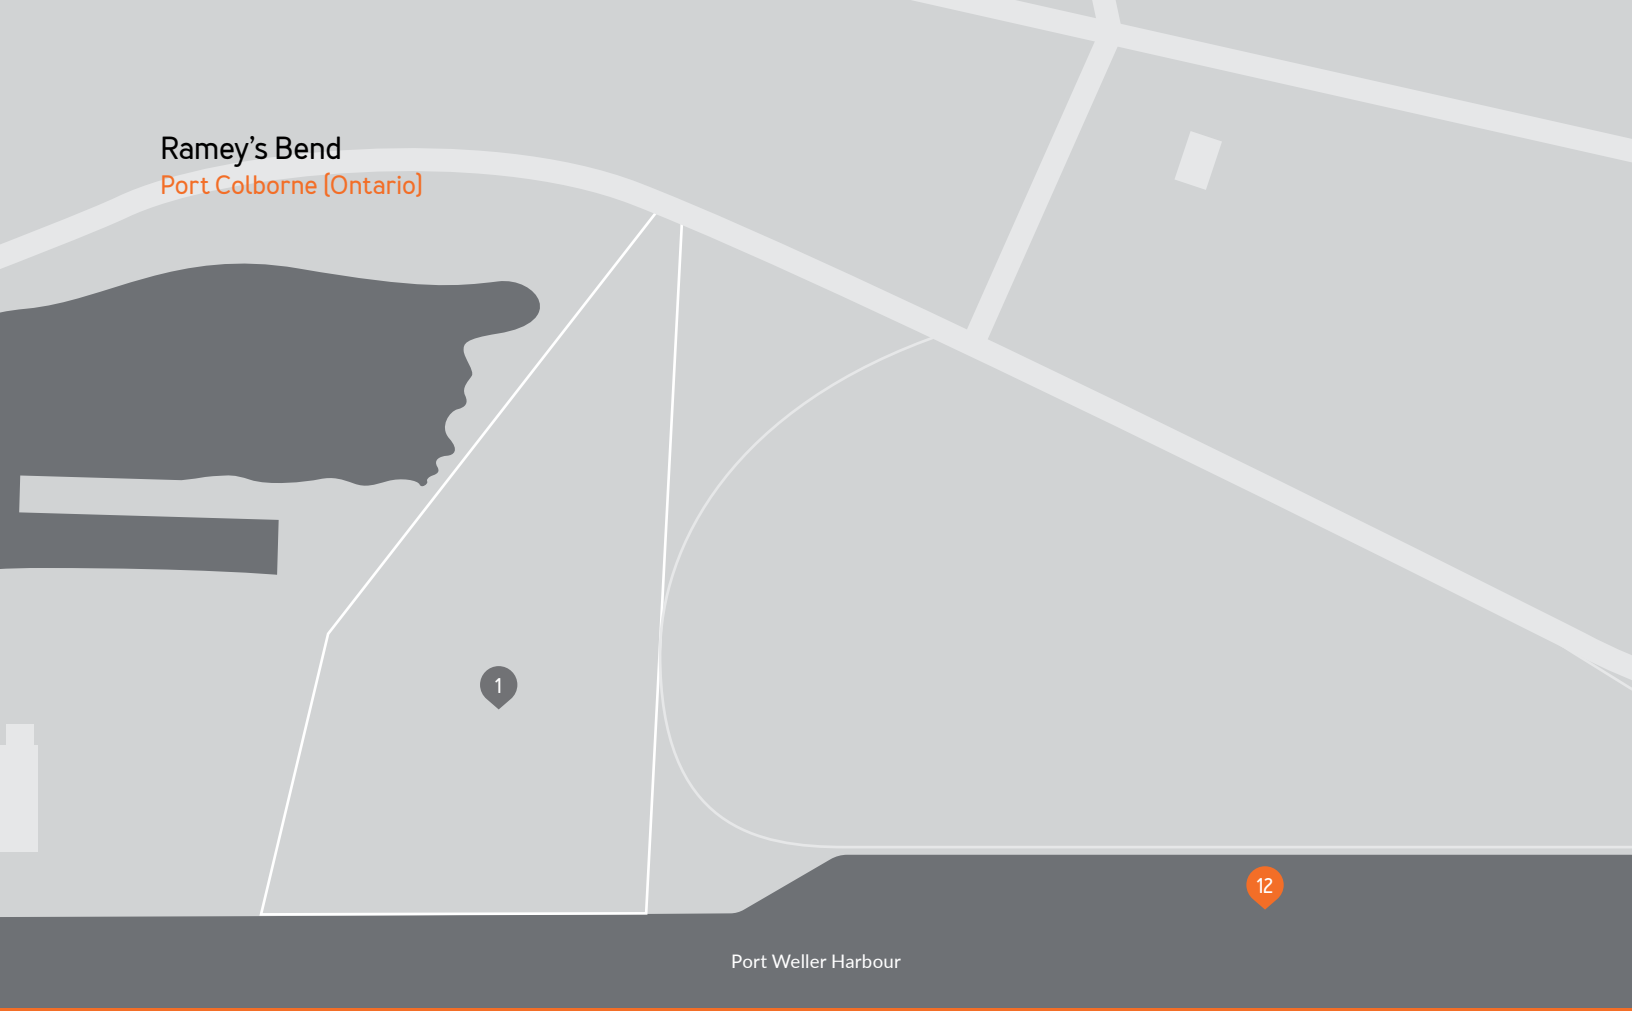 Ramey’s Bend
Port Colborne (Ontario)
1
12
Port Weller Harbour